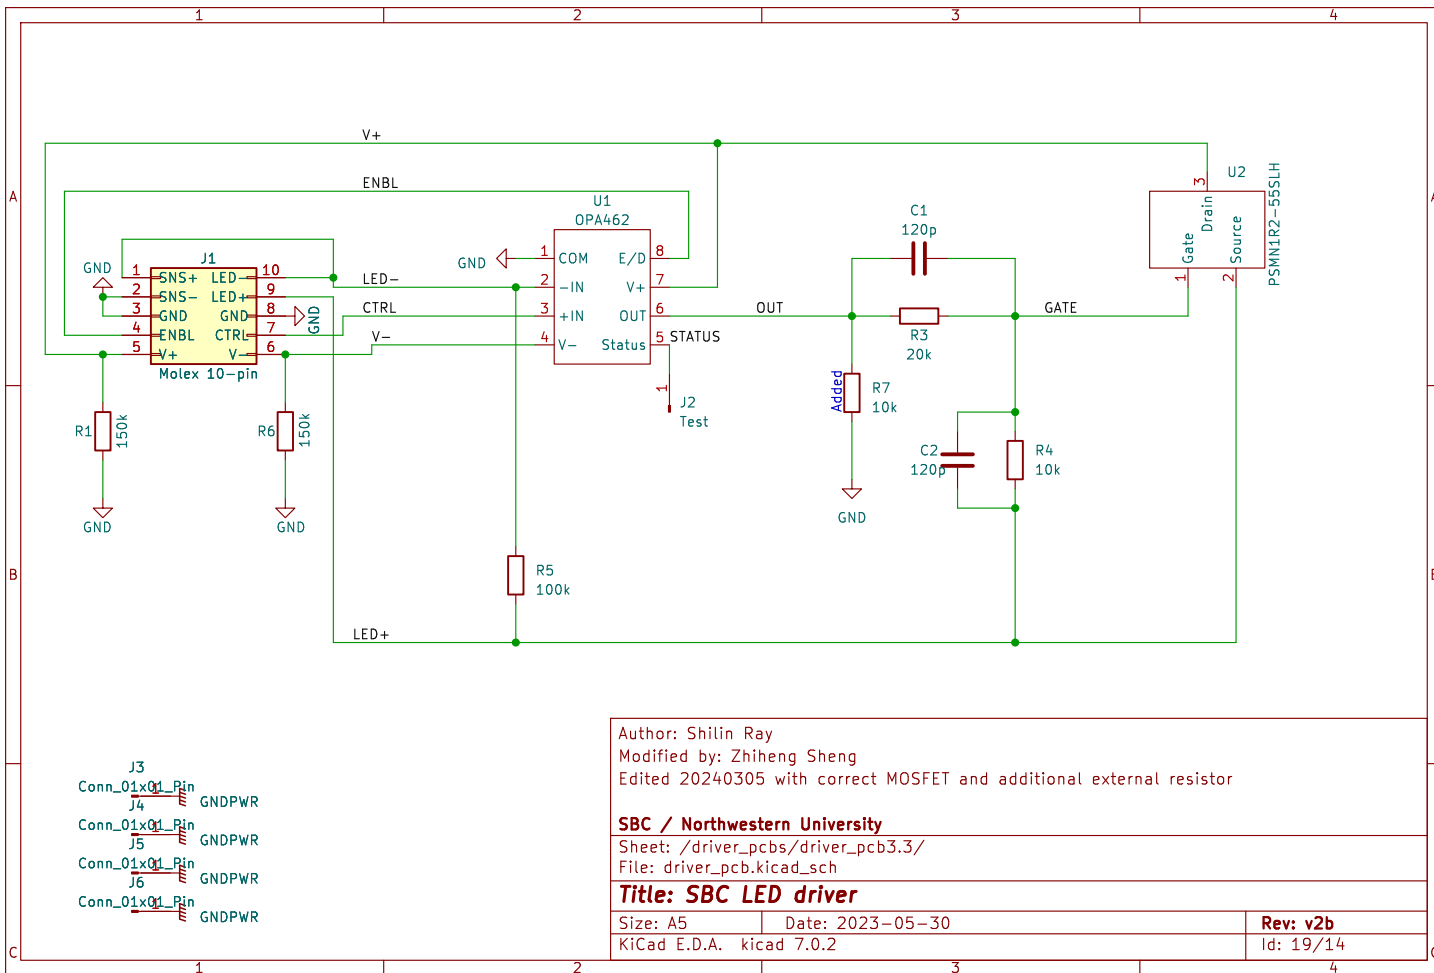 1 2 3 4
A
B
C
V+
ENBL
GND
J1
1 SNS+ LED- 10
2 SNS- LED+ 9
3 GND GND 8
4 ENBL CTRL 7
5 V+ V- 6
Molex 10-pin
GND
LED-
CTRL
V-
R1
150k
GND
R6
150k
GND
U1
OPA462
GND
1 COM E/D 8
2 -IN V+ 7
3 +IN OUT 6
4 V- Status 5
STATUS
1
J2
Test
OUT
C1
120p
R3
20k
GATE
Added
R7
10k
GND
C2
120p
R4
10k
R5
100k
LED+
U2
PSMN1R2-55SLH
3
Drain
Gate
Source
1
2
J3
Conn_01x01_Pin
1
GNDPWR
J4
Conn_01x01_Pin
1
GNDPWR
J5
Conn_01x01_Pin
1
GNDPWR
J6
Conn_01x01_Pin
1
GNDPWR
Author: Shilin Ray
Modified by: Zhiheng Sheng
Edited 20240305 with correct MOSFET and additional external resistor
SBC / Northwestern University
Sheet: /driver_pcbs/driver_pcb3.3/
File: driver_pcb.kicad_sch
Title: SBC LED driver
Size: A5 Date: 2023-05-30 Rev: v2b
KiCad E.D.A. kicad 7.0.2 Id: 19/14
1 2 3 4